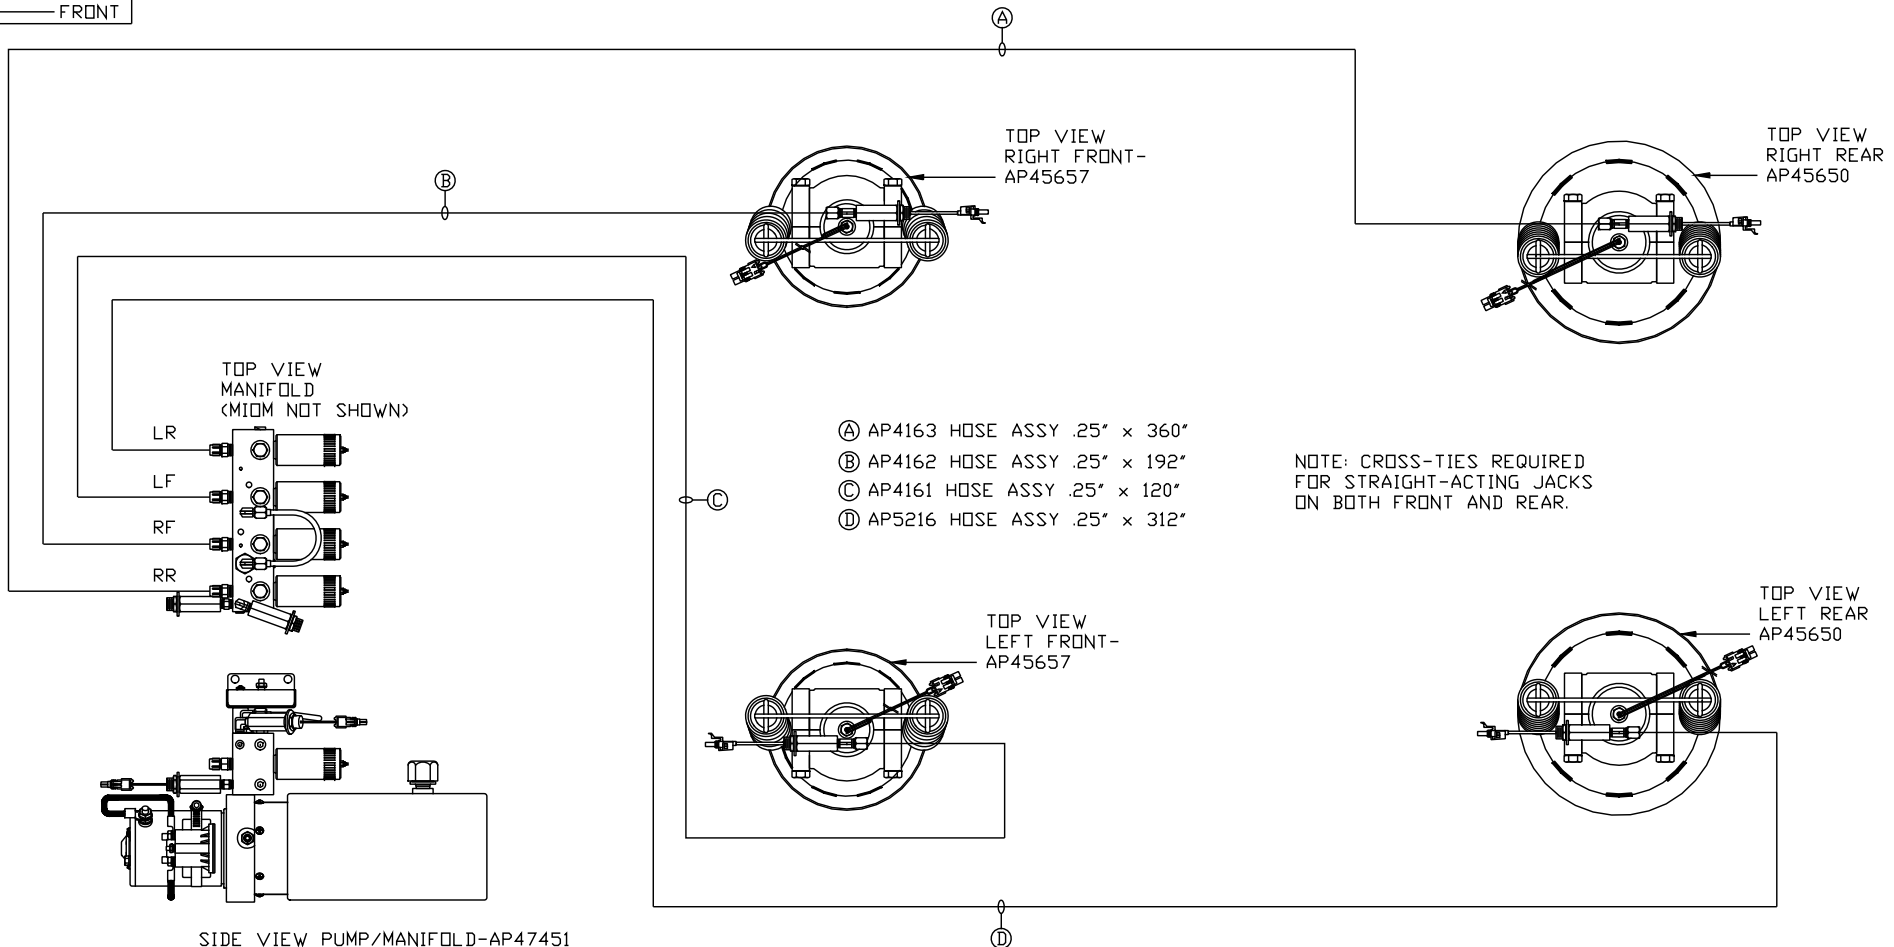 FRONT
A
TOP VIEW
RIGHT FRONT-
AP45657
TOP VIEW
RIGHT REAR
AP45650
B
TOP VIEW
MANIFOLD
(MIOM NOT SHOWN)
LR
LF
RF
RR
C
A AP4163 HOSE ASSY .25" x 360"
B AP4162 HOSE ASSY .25" x 192"
C AP4161 HOSE ASSY .25" x 120"
D AP5216 HOSE ASSY .25" x 312"
NOTE: CROSS-TIES REQUIRED
FOR STRAIGHT-ACTING JACKS
ON BOTH FRONT AND REAR.
TOP VIEW
LEFT FRONT-
AP45657
TOP VIEW
LEFT REAR
AP45650
SIDE VIEW PUMP/MANIFOLD-AP47451
D